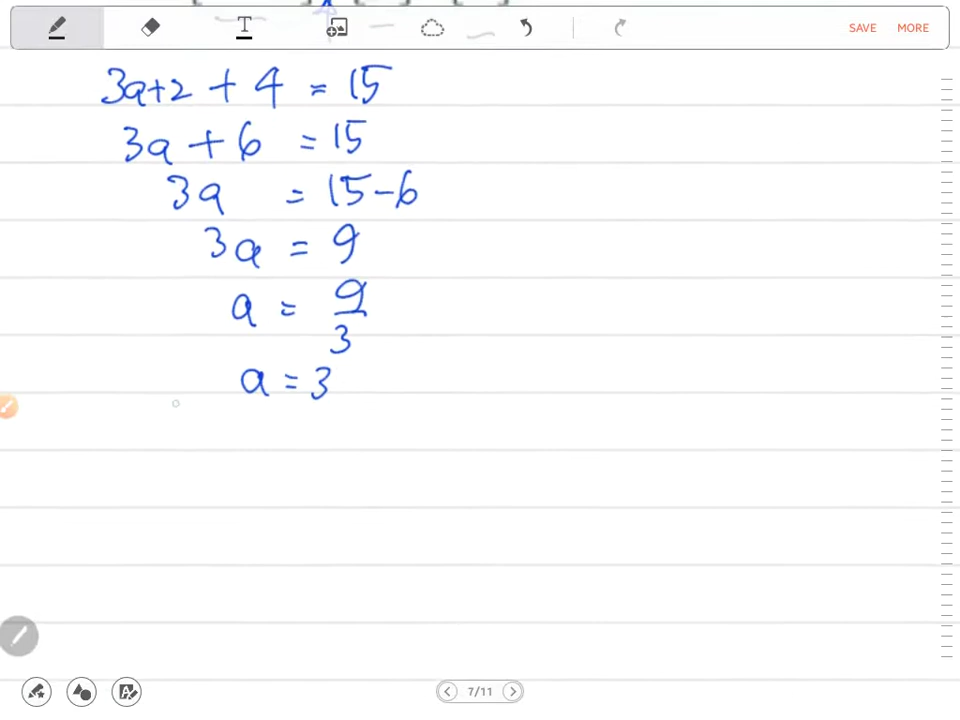 SAVE MORE
3a+2 + 4 = 15
3a + 6 = 15
3a = 15-6
3a = 9
a = 9/3
a = 3
7/11